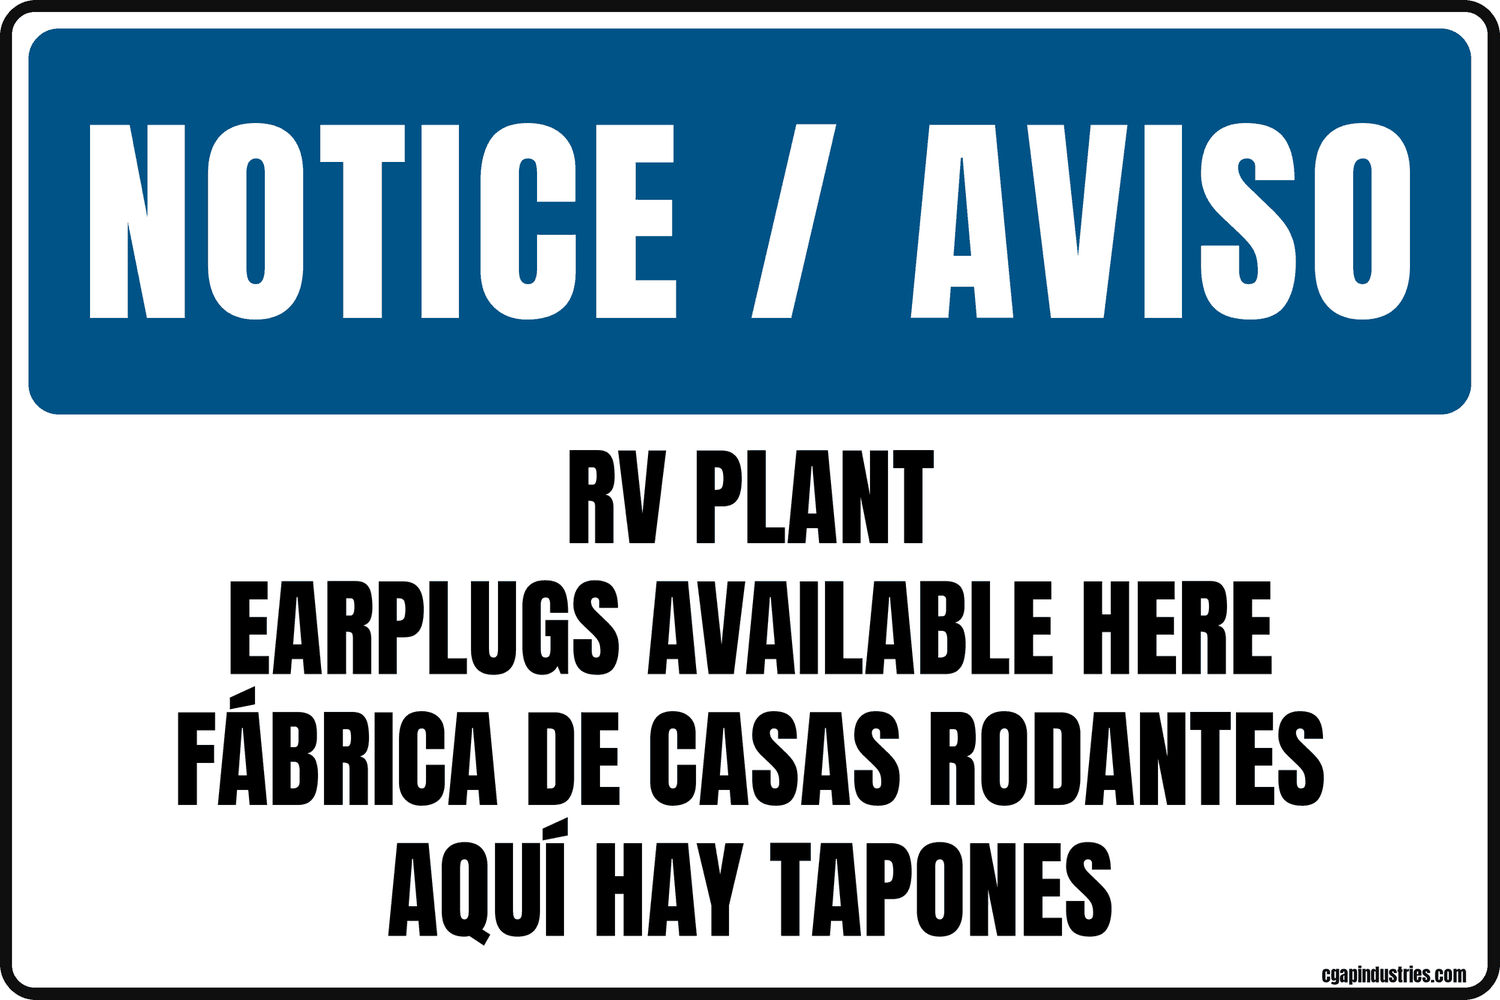 NOTICE / AVISO
RV PLANT
EARPLUGS AVAILABLE HERE
FÁBRICA DE CASAS RODANTES
AQUÍ HAY TAPONES
cgapindustries.com